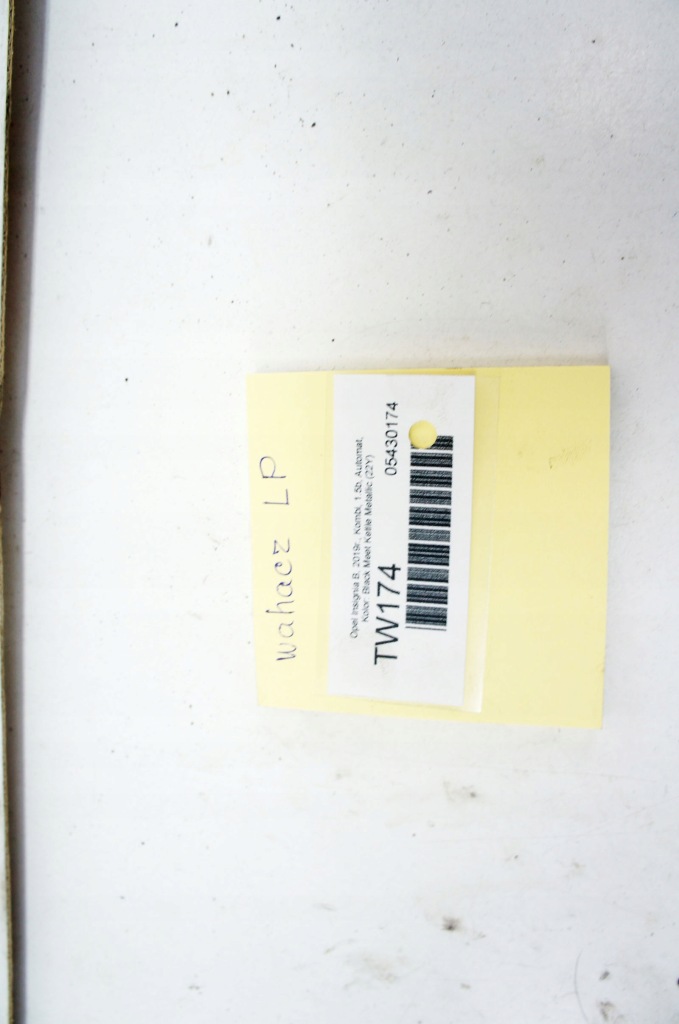 wahacz LP
Opel Insignia B, 2019r., Kombi, 1.5b, Automat,
Kolor: Black Meet Kettle Metallic (22Y)
TW174
05430174